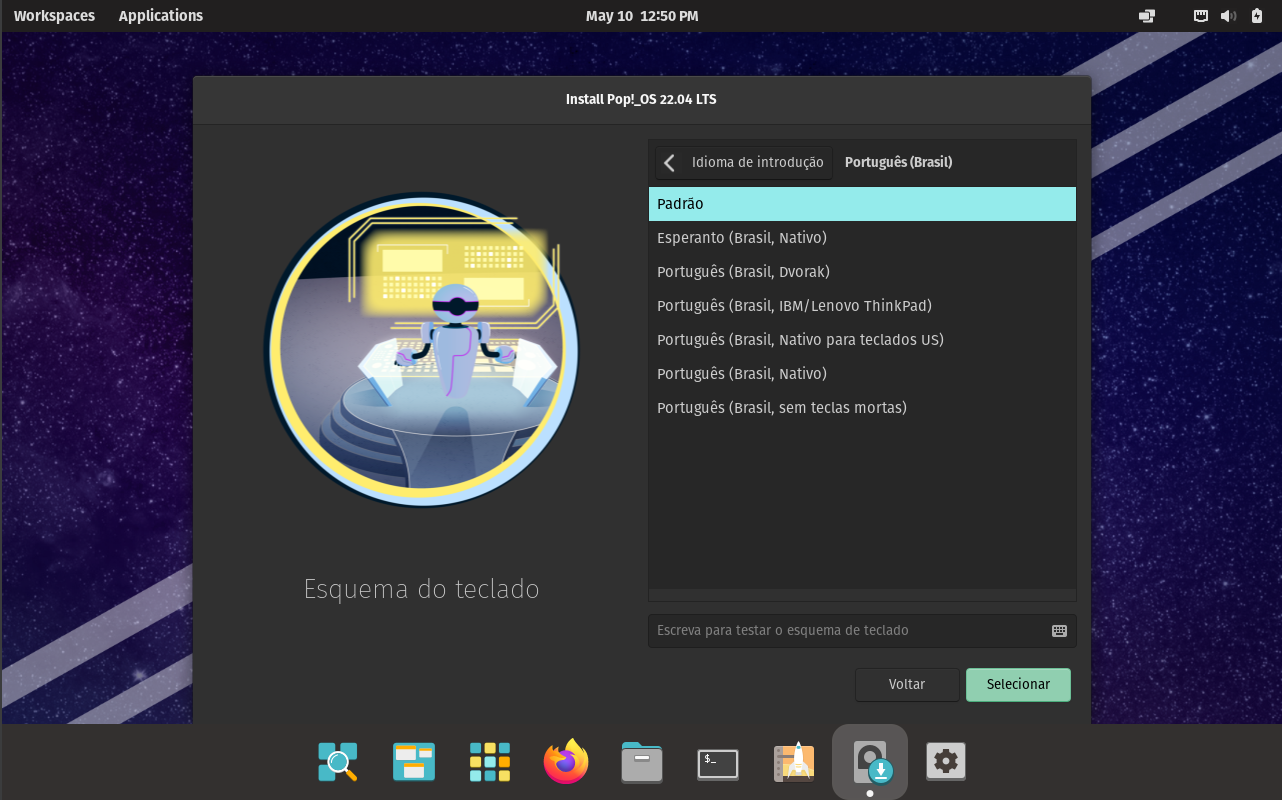 Workspaces Applications May 10 12:50 PM
Install Pop!_OS 22.04 LTS
Idioma de introdução Português (Brasil)
Padrão
Esperanto (Brasil, Nativo)
Português (Brasil, Dvorak)
Português (Brasil, IBM/Lenovo ThinkPad)
Português (Brasil, Nativo para teclados US)
Português (Brasil, Nativo)
Português (Brasil, sem teclas mortas)
Esquema do teclado
Escreva para testar o esquema de teclado
Voltar Selecionar
$_